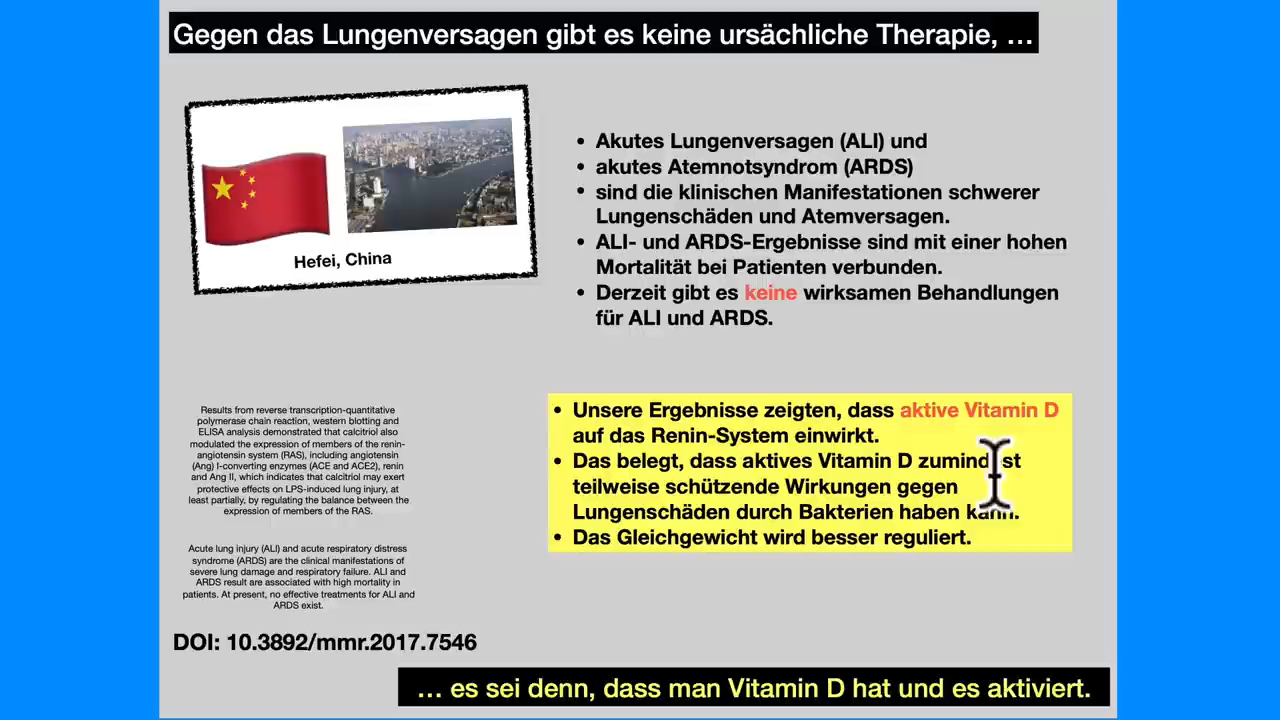 Gegen das Lungenversagen gibt es keine ursächliche Therapie, …
Hefei, China
• Akutes Lungenversagen (ALI) und
• akutes Atemnotsyndrom (ARDS)
• sind die klinischen Manifestationen schwerer
Lungenschäden und Atemversagen.
• ALI- und ARDS-Ergebnisse sind mit einer hohen
Mortalität bei Patienten verbunden.
• Derzeit gibt es keine wirksamen Behandlungen
für ALI und ARDS.
Results from reverse transcription-quantitative
polymerase chain reaction, western blotting and
ELISA analysis demonstrated that calcitriol also
modulated the expression of members of the renin-
angiotensin system (RAS), including angiotensin
(Ang) I-converting enzymes (ACE and ACE2), renin
and Ang II, which indicates that calcitriol may exert
protective effects on LPS-induced lung injury, at
least partially, by regulating the balance between the
expression of members of the RAS.
Acute lung injury (ALI) and acute respiratory distress
syndrome (ARDS) are the clinical manifestations of
severe lung damage and respiratory failure. ALI and
ARDS result are associated with high mortality in
patients. At present, no effective treatments for ALI and
ARDS exist.
• Unsere Ergebnisse zeigten, dass aktive Vitamin D
auf das Renin-System einwirkt.
• Das belegt, dass aktives Vitamin D zumindest
teilweise schützende Wirkungen gegen
Lungenschäden durch Bakterien haben kann.
• Das Gleichgewicht wird besser reguliert.
DOI: 10.3892/mmr.2017.7546
… es sei denn, dass man Vitamin D hat und es aktiviert.